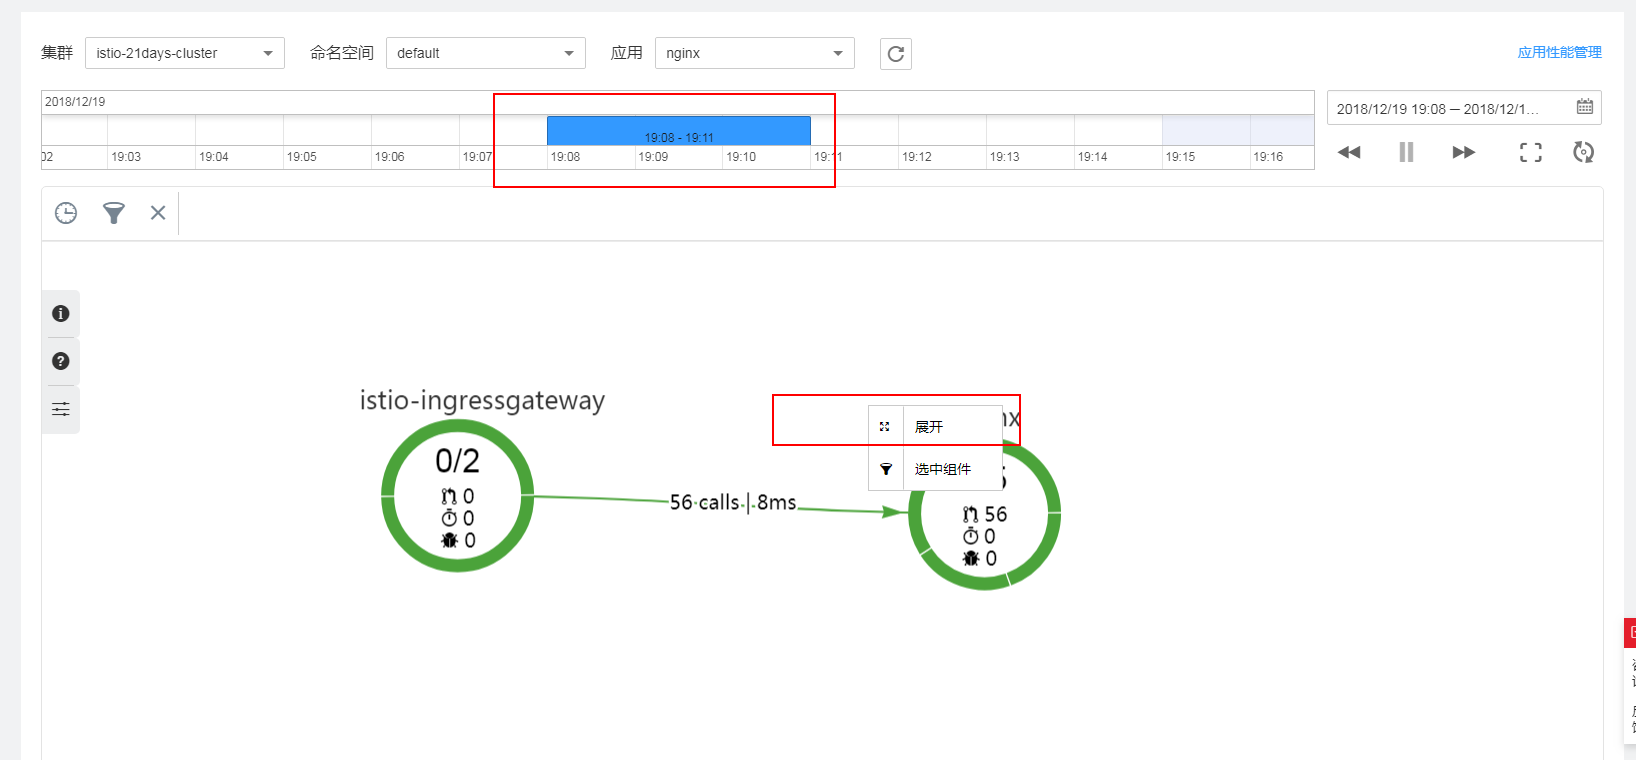 集群 istio-21days-cluster 命名空间 default 应用 nginx 应用性能管理
2018/12/19
2018/12/19 19:08 — 2018/12/1...
19:08 - 19:11
02 19:03 19:04 19:05 19:06 19:07 19:08 19:09 19:10 19:11 19:12 19:13 19:14 19:15 19:16
istio-ingressgateway
0/2
0
0
0
56 calls | 8ms
展开
选中组件
nx
56
0
0